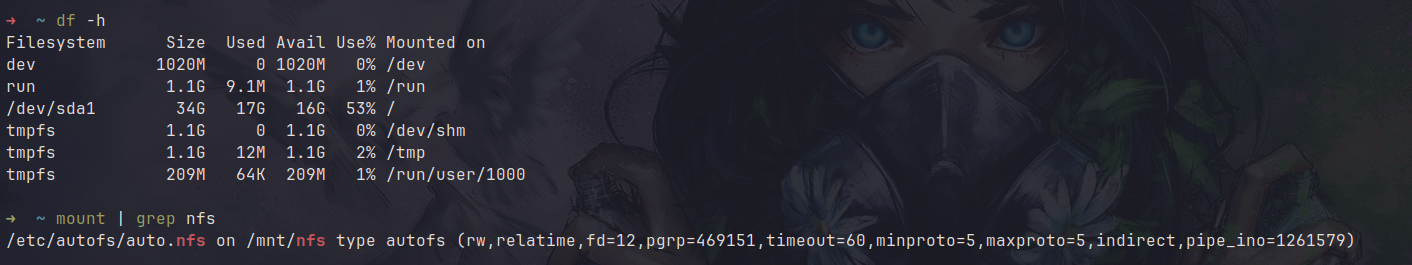 → ~ df -h
Filesystem      Size  Used Avail Use% Mounted on
dev            1020M     0 1020M   0% /dev
run             1.1G  9.1M  1.1G   1% /run
/dev/sda1        34G   17G   16G  53% /
tmpfs           1.1G     0  1.1G   0% /dev/shm
tmpfs           1.1G   12M  1.1G   2% /tmp
tmpfs           209M   64K  209M   1% /run/user/1000
→ ~ mount | grep nfs
/etc/autofs/auto.nfs on /mnt/nfs type autofs (rw,relatime,fd=12,pgrp=469151,timeout=60,minproto=5,maxproto=5,indirect,pipe_ino=1261579)